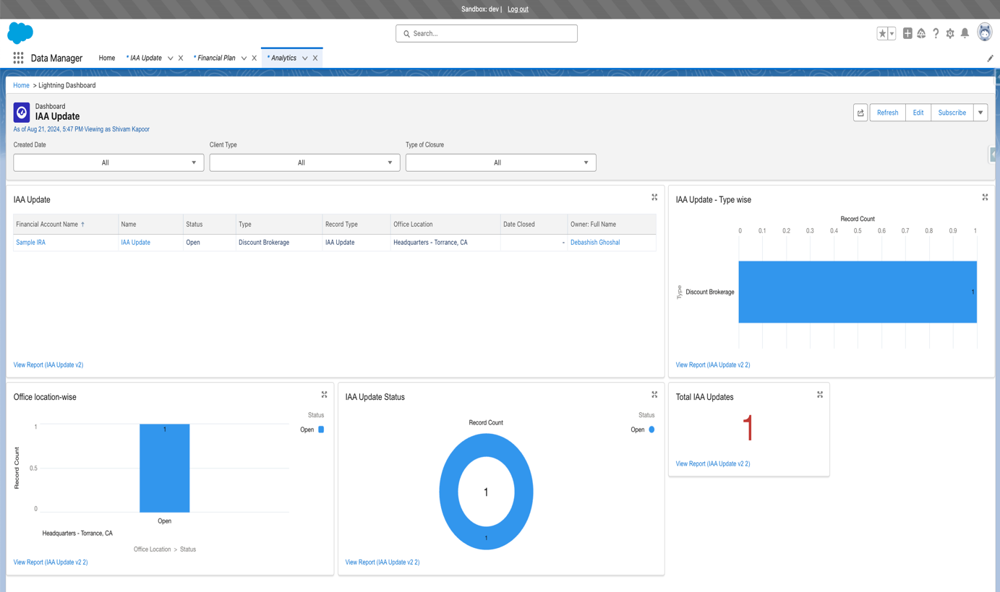 Sandbox: dev | Log out
Search...
Data Manager Home * IAA Update * Financial Plan * Analytics
Home > Lightning Dashboard
Dashboard
IAA Update
As of Aug 21, 2024, 5:47 PM·Viewing as Shivam Kapoor
Refresh Edit Subscribe
Created Date Client Type Type of Closure
All All All
IAA Update
Financial Account Name ↑ Name Status Type Record Type Office Location Date Closed Owner: Full Name
Sample IRA IAA Update Open Discount Brokerage IAA Update Headquarters - Torrance, CA - Debashish Ghoshal
View Report (IAA Update v2)
IAA Update - Type wise
Record Count
0 0.1 0.2 0.3 0.4 0.5 0.6 0.7 0.8 0.9 1
Type
Discount Brokerage 1
View Report (IAA Update v2 2)
Office location-wise
Status
Open
Record Count
1
0.5
0
1
Open
Headquarters - Torrance, CA
Office Location > Status
View Report (IAA Update v2 2)
IAA Update Status
Status
Open
Record Count
1
1
View Report (IAA Update v2 2)
Total IAA Updates
1
View Report (IAA Update v2 2)